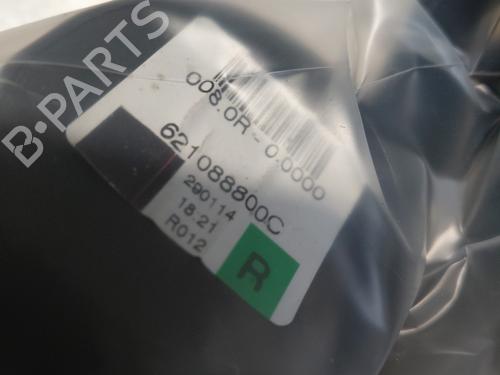 B-PARTS
008.0R - 0.0000
621088800C
290114
18:21
R012
R